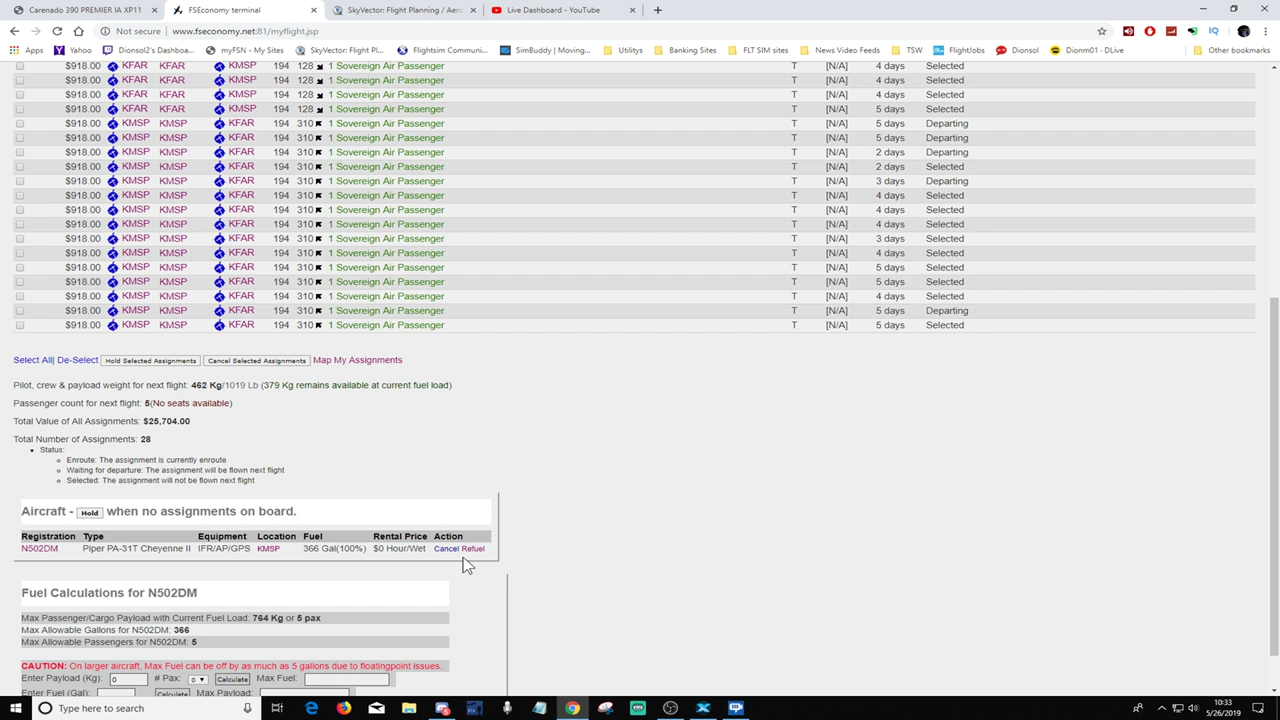 Carenado 390 PREMIER IA XP11 FSEconomy terminal SkyVector: Flight Planning / Aero Live Dashboard - YouTube
Not secure www.fseconomy.net:81/myflight.jsp
Apps Yahoo Dionsol2's Dashboa... myFSN - My Sites SkyVector: Flight Pl... Flightsim Communi... SimBuddy | Moving... Utilitys Banking Sites FLT SIM sites News Video Feeds TSW Flight/Jobs Dionsol Dionm01 - DLive Other bookmarks
$918.00 KFAR KFAR KMSP 194 128 1 Sovereign Air Passenger T [N/A] 4 days Selected
$918.00 KFAR KFAR KMSP 194 128 1 Sovereign Air Passenger T [N/A] 4 days Selected
$918.00 KFAR KFAR KMSP 194 128 1 Sovereign Air Passenger T [N/A] 4 days Selected
$918.00 KFAR KFAR KMSP 194 128 1 Sovereign Air Passenger T [N/A] 5 days Selected
$918.00 KMSP KMSP KFAR 194 310 1 Sovereign Air Passenger T [N/A] 5 days Departing
$918.00 KMSP KMSP KFAR 194 310 1 Sovereign Air Passenger T [N/A] 5 days Departing
$918.00 KMSP KMSP KFAR 194 310 1 Sovereign Air Passenger T [N/A] 2 days Departing
$918.00 KMSP KMSP KFAR 194 310 1 Sovereign Air Passenger T [N/A] 2 days Selected
$918.00 KMSP KMSP KFAR 194 310 1 Sovereign Air Passenger T [N/A] 3 days Departing
$918.00 KMSP KMSP KFAR 194 310 1 Sovereign Air Passenger T [N/A] 4 days Selected
$918.00 KMSP KMSP KFAR 194 310 1 Sovereign Air Passenger T [N/A] 4 days Selected
$918.00 KMSP KMSP KFAR 194 310 1 Sovereign Air Passenger T [N/A] 4 days Selected
$918.00 KMSP KMSP KFAR 194 310 1 Sovereign Air Passenger T [N/A] 3 days Selected
$918.00 KMSP KMSP KFAR 194 310 1 Sovereign Air Passenger T [N/A] 4 days Selected
$918.00 KMSP KMSP KFAR 194 310 1 Sovereign Air Passenger T [N/A] 5 days Selected
$918.00 KMSP KMSP KFAR 194 310 1 Sovereign Air Passenger T [N/A] 5 days Selected
$918.00 KMSP KMSP KFAR 194 310 1 Sovereign Air Passenger T [N/A] 4 days Selected
$918.00 KMSP KMSP KFAR 194 310 1 Sovereign Air Passenger T [N/A] 5 days Departing
$918.00 KMSP KMSP KFAR 194 310 1 Sovereign Air Passenger T [N/A] 5 days Selected
Select All| De-Select Hold Selected Assignments Cancel Selected Assignments Map My Assignments
Pilot, crew & payload weight for next flight: 462 Kg/1019 Lb (379 Kg remains available at current fuel load)
Passenger count for next flight: 5(No seats available)
Total Value of All Assignments: $25,704.00
Total Number of Assignments: 28
Status:
Enroute: The assignment is currently enroute
Waiting for departure: The assignment will be flown next flight
Selected: The assignment will not be flown next flight
Aircraft - Hold when no assignments on board.
Registration Type Equipment Location Fuel Rental Price Action
N502DM Piper PA-31T Cheyenne II IFR/AP/GPS KMSP 366 Gal(100%) $0 Hour/Wet Cancel Refuel
Fuel Calculations for N502DM
Max Passenger/Cargo Payload with Current Fuel Load: 764 Kg or 5 pax
Max Allowable Gallons for N502DM: 366
Max Allowable Passengers for N502DM: 5
CAUTION: On larger aircraft, Max Fuel can be off by as much as 5 gallons due to floatingpoint issues.
Enter Payload (Kg): 0 # Pax: 0 Calculate Max Fuel:
Enter Fuel (Gal): Calculate Max Payload:
Type here to search 10:33
5/26/2019